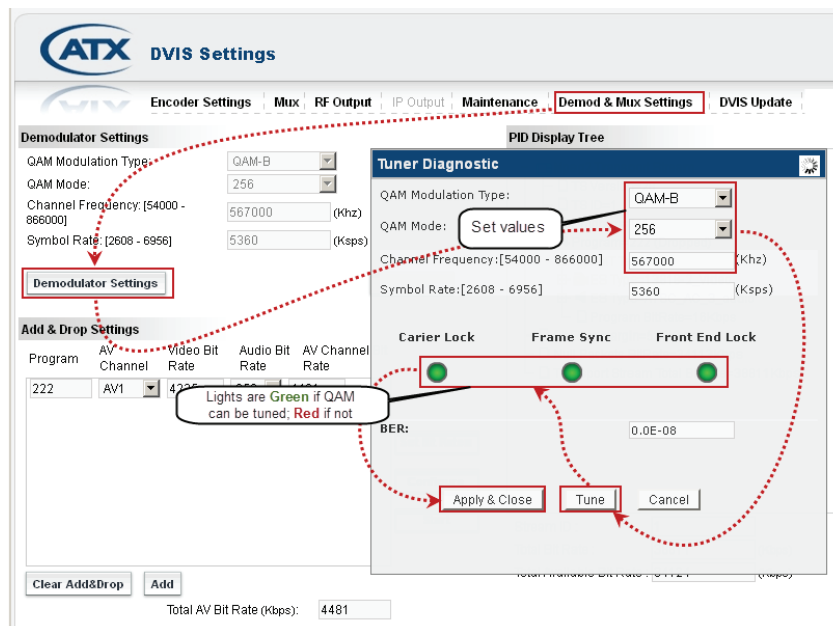 ATX
DVIS Settings
Encoder Settings Mux RF Output IP Output Maintenance Demod & Mux Settings DVIS Update
Demodulator Settings
QAM Modulation Type: QAM-B
QAM Mode: 256
Channel Frequency: [54000 - 866000] 567000 (Khz)
Symbol Rate: [2608 - 6956] 5360 (Ksps)
Demodulator Settings
Add & Drop Settings
Program AV Channel Video Bit Rate Audio Bit Rate AV Channel Rate
222 AV1
Clear Add&Drop Add
Total AV Bit Rate (Kbps): 4481
PID Display Tree
Tuner Diagnostic
QAM Modulation Type: QAM-B
QAM Mode: 256
Set values
Channel Frequency:[54000 - 866000] 567000 (Khz)
Symbol Rate:[2608 - 6956] 5360 (Ksps)
Carier Lock Frame Sync Front End Lock
Lights are Green if QAM
can be tuned; Red if not
BER: 0.0E-08
Apply & Close Tune Cancel
(Kbps)